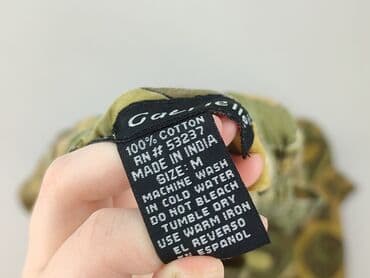 100% COTTON
RN# 53237
MADE IN INDIA
SIZE: M
MACHINE WASH
IN COLD WATER
DO NOT BLEACH
TUMBLE DRY
USE WARM IRON
EL REVERSO
EN ESPANOL